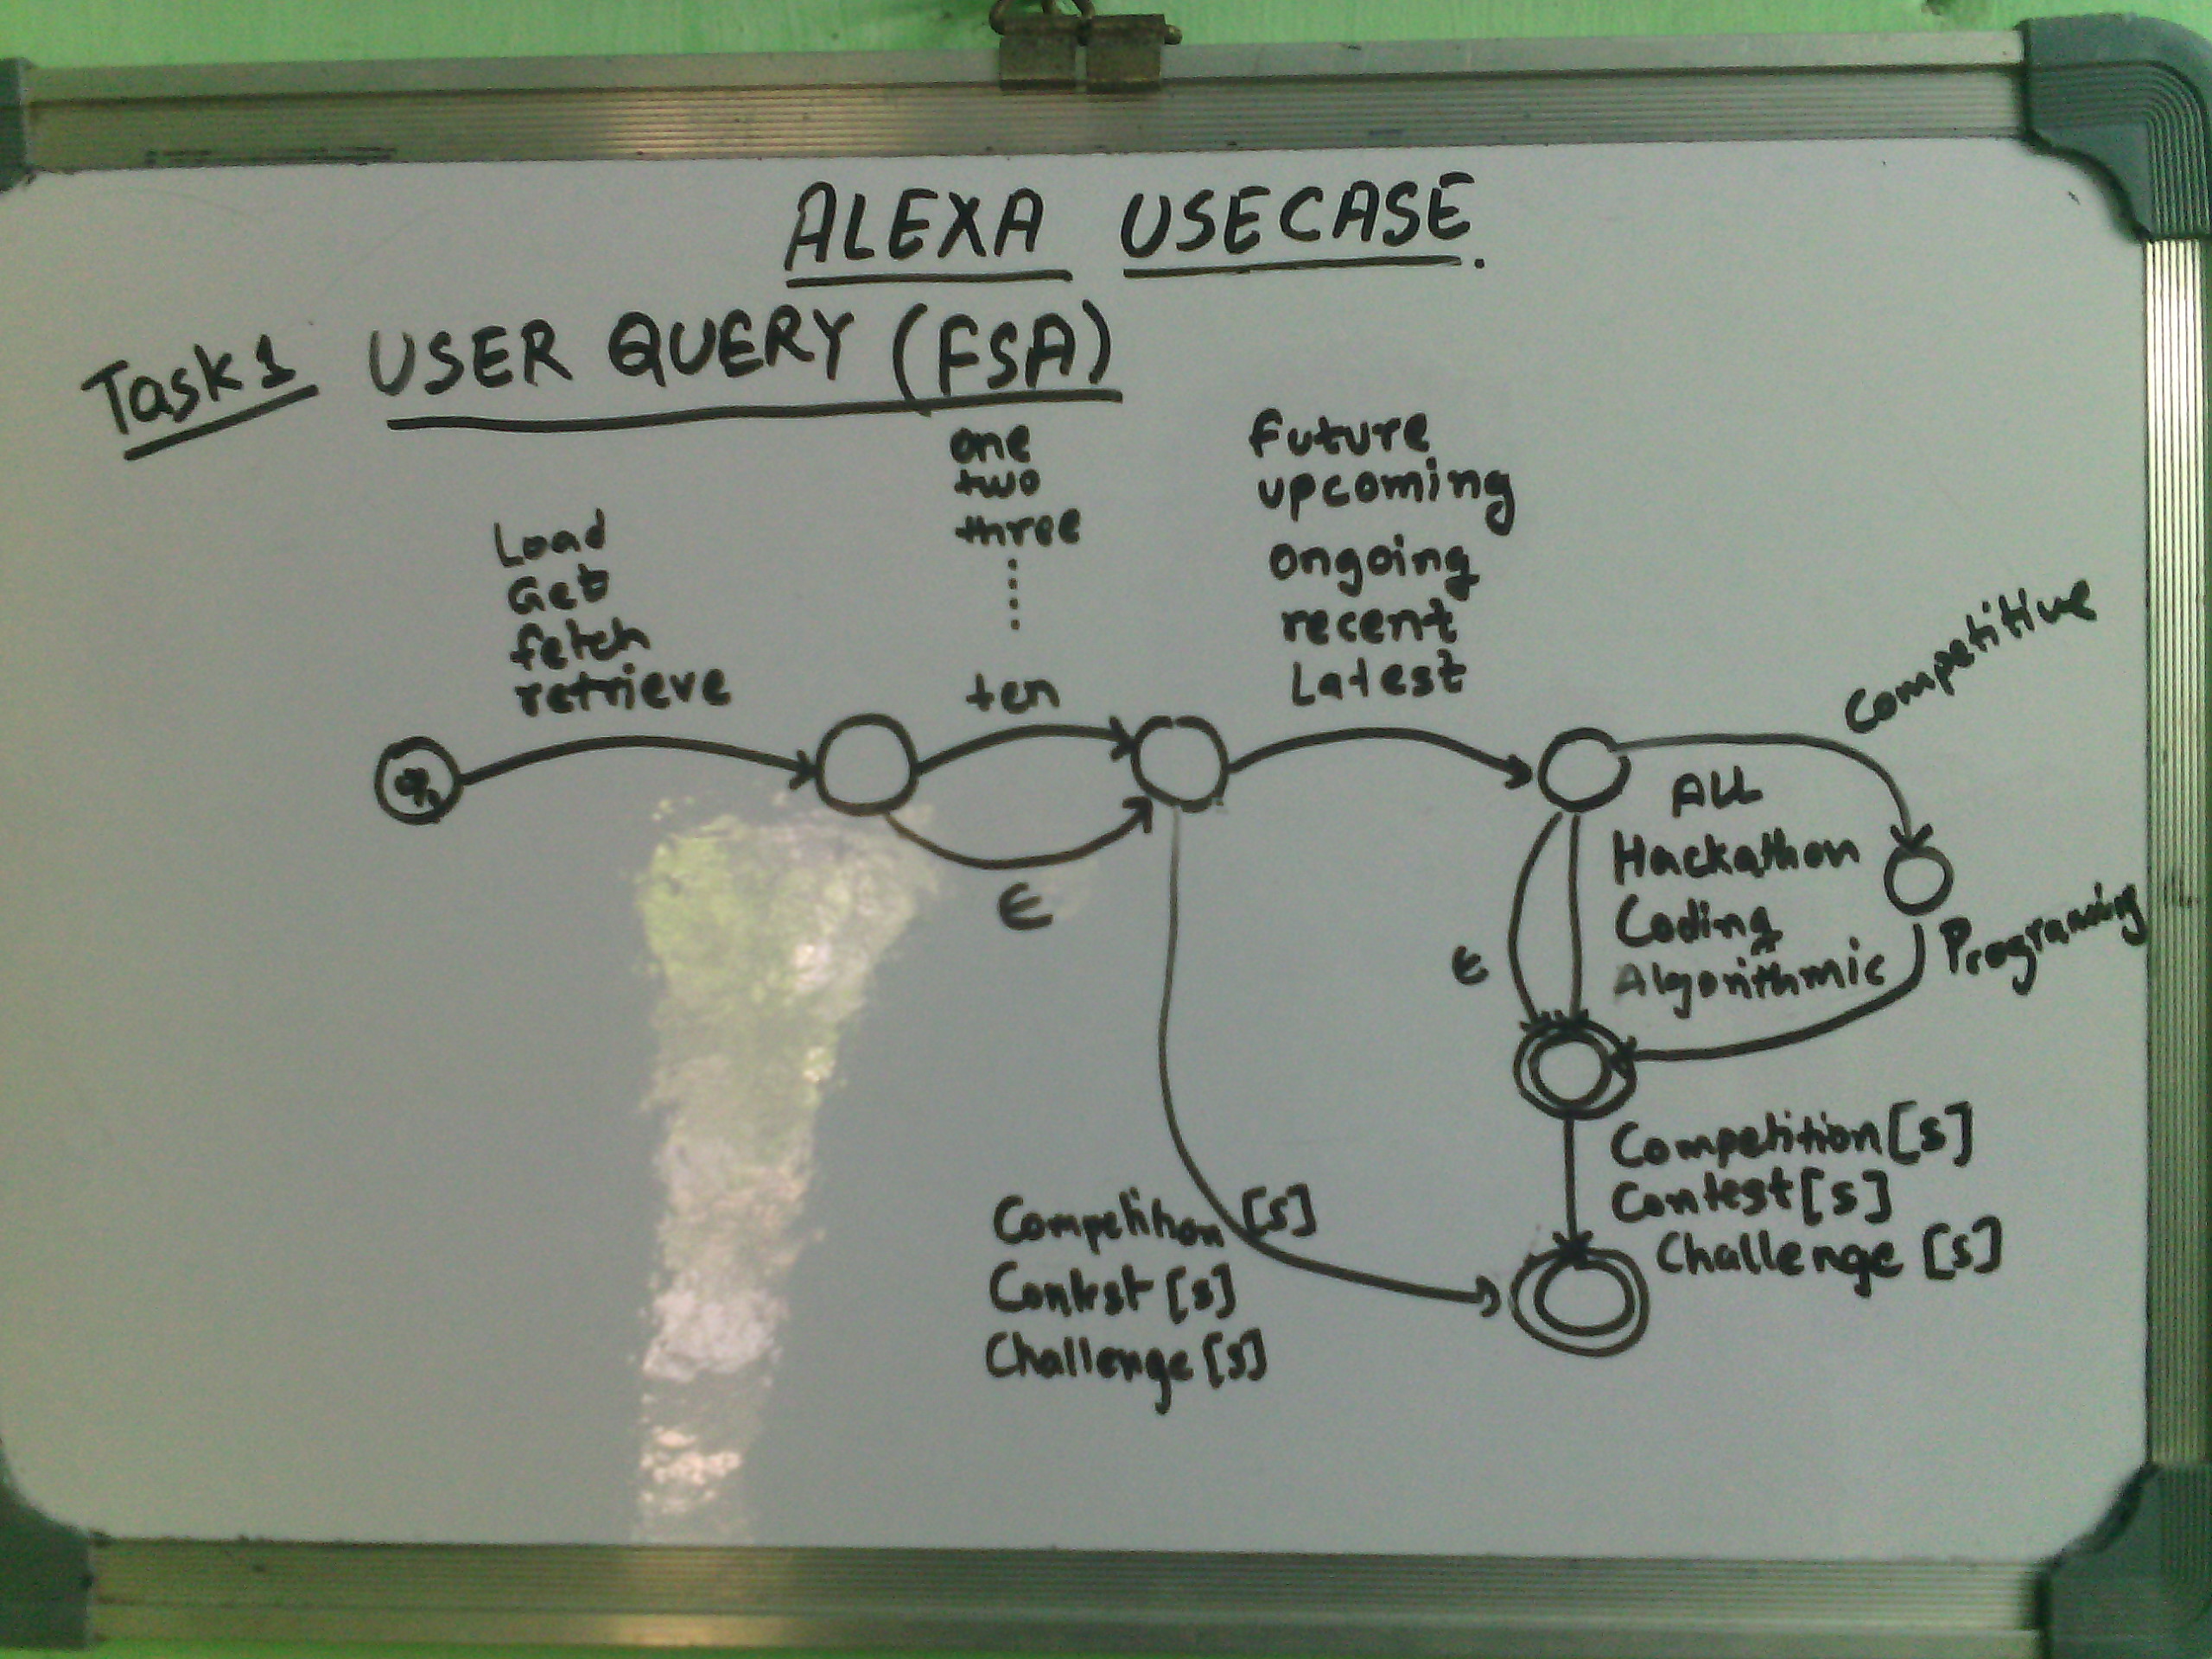 ALEXA USECASE.
Task 1 USER QUERY (FSA)
one
two
three
ten
Future
upcoming
ongoing
recent
Latest
Load
Get
fetch
retrieve
Competitive
q₀
ϵ
ALL
Hackathon
Coding
Algorithmic
Programing
ϵ
Competition[s]
Contest[s]
Challenge[s]
Competition [s]
Contest [s]
Challenge [s]